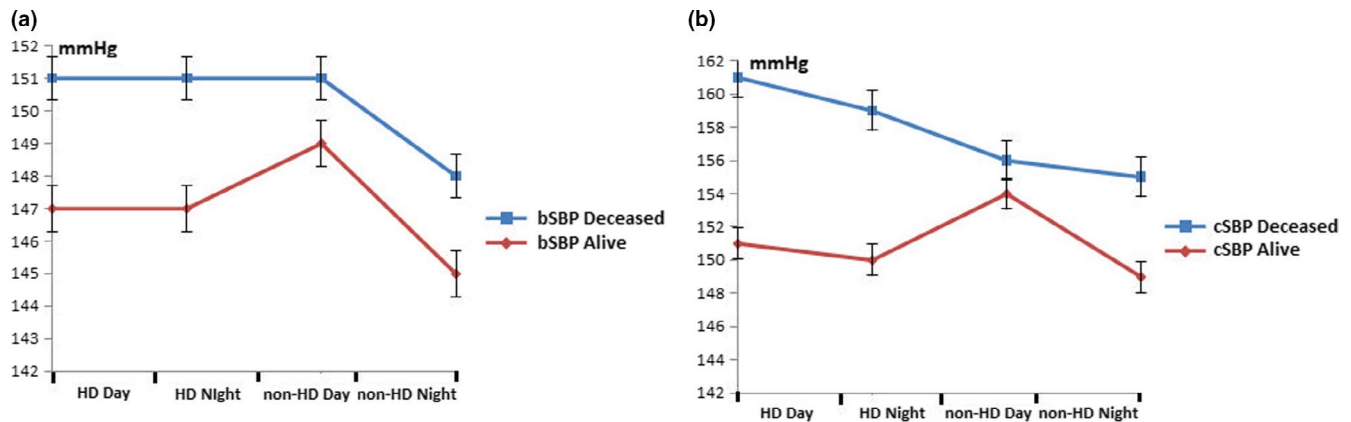 (a)
mmHg
152
151
150
149
148
147
146
145
144
143
142
HD Day HD NIght non-HD Day non-HD Night
bSBP Deceased
bSBP Alive
(b)
mmHg
162
160
158
156
154
152
150
148
146
144
142
HD Day HD Night non-HD Day non-HD Night
cSBP Deceased
cSBP Alive